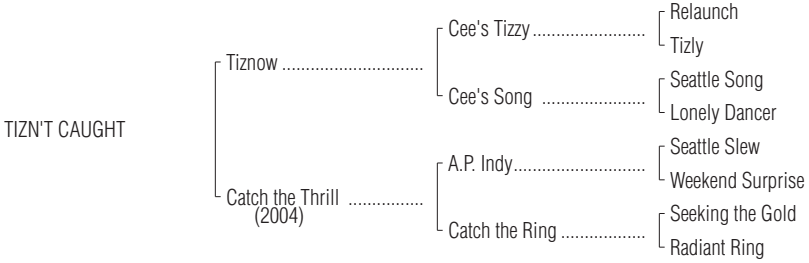 Relaunch
Cee's Tizzy ........................
Tizly
Tiznow ..............................
Seattle Song
Cee's Song ......................
Lonely Dancer
TIZN'T CAUGHT
Seattle Slew
A.P. Indy............................
Weekend Surprise
Catch the Thrill ................
(2004)
Seeking the Gold
Catch the Ring ..................
Radiant Ring